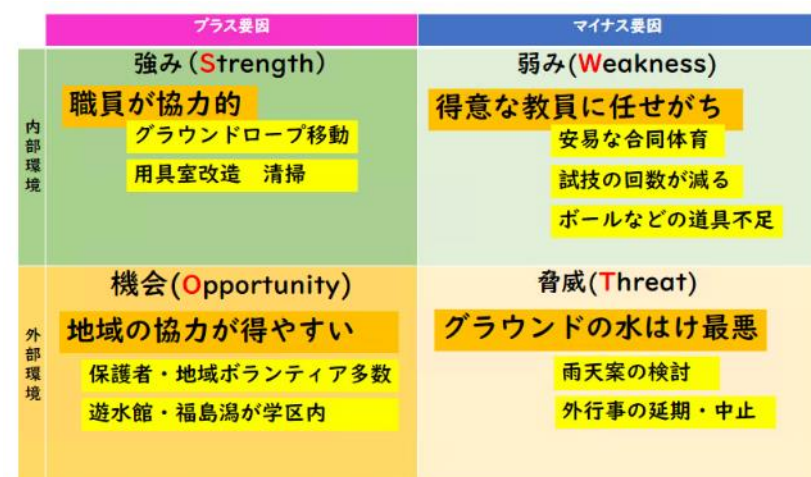 プラス要因
マイナス要因
内部環境
強み(Strength)
職員が協力的
グラウンドロープ移動
用具室改造　清掃
弱み(Weakness)
得意な教員に任せがち
安易な合同体育
試技の回数が減る
ボールなどの道具不足
外部環境
機会(Opportunity)
地域の協力が得やすい
保護者・地域ボランティア多数
遊水館・福島潟が学区内
脅威(Threat)
グラウンドの水はけ最悪
雨天案の検討
外行事の延期・中止